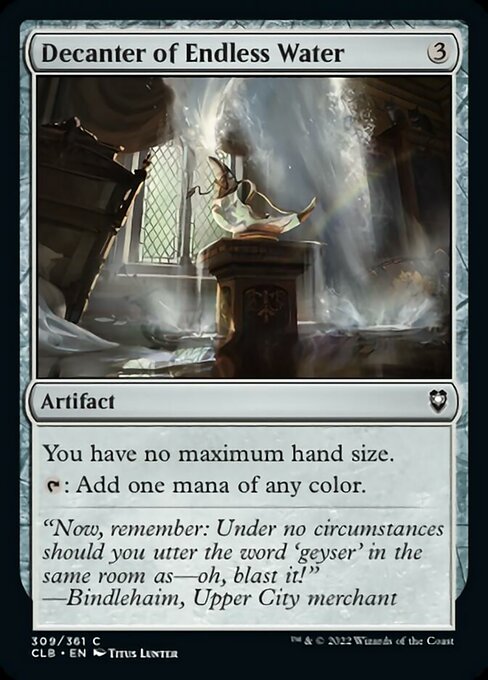 Decanter of Endless Water 3
Artifact
You have no maximum hand size.
: Add one mana of any color.
“Now, remember: Under no circumstances
should you utter the word ‘geyser’ in the
same room as—oh, blast it!”
—Bindlehaim, Upper City merchant
309/361 C
CLB • EN Titus Lunter
™ & © 2022 Wizards of the Coast